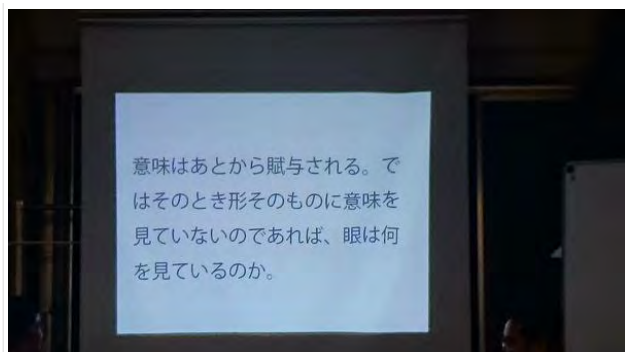 意味はあとから賦与される。で
はそのとき形そのものに意味を
見ていないのであれば、眼は何
を見ているのか。